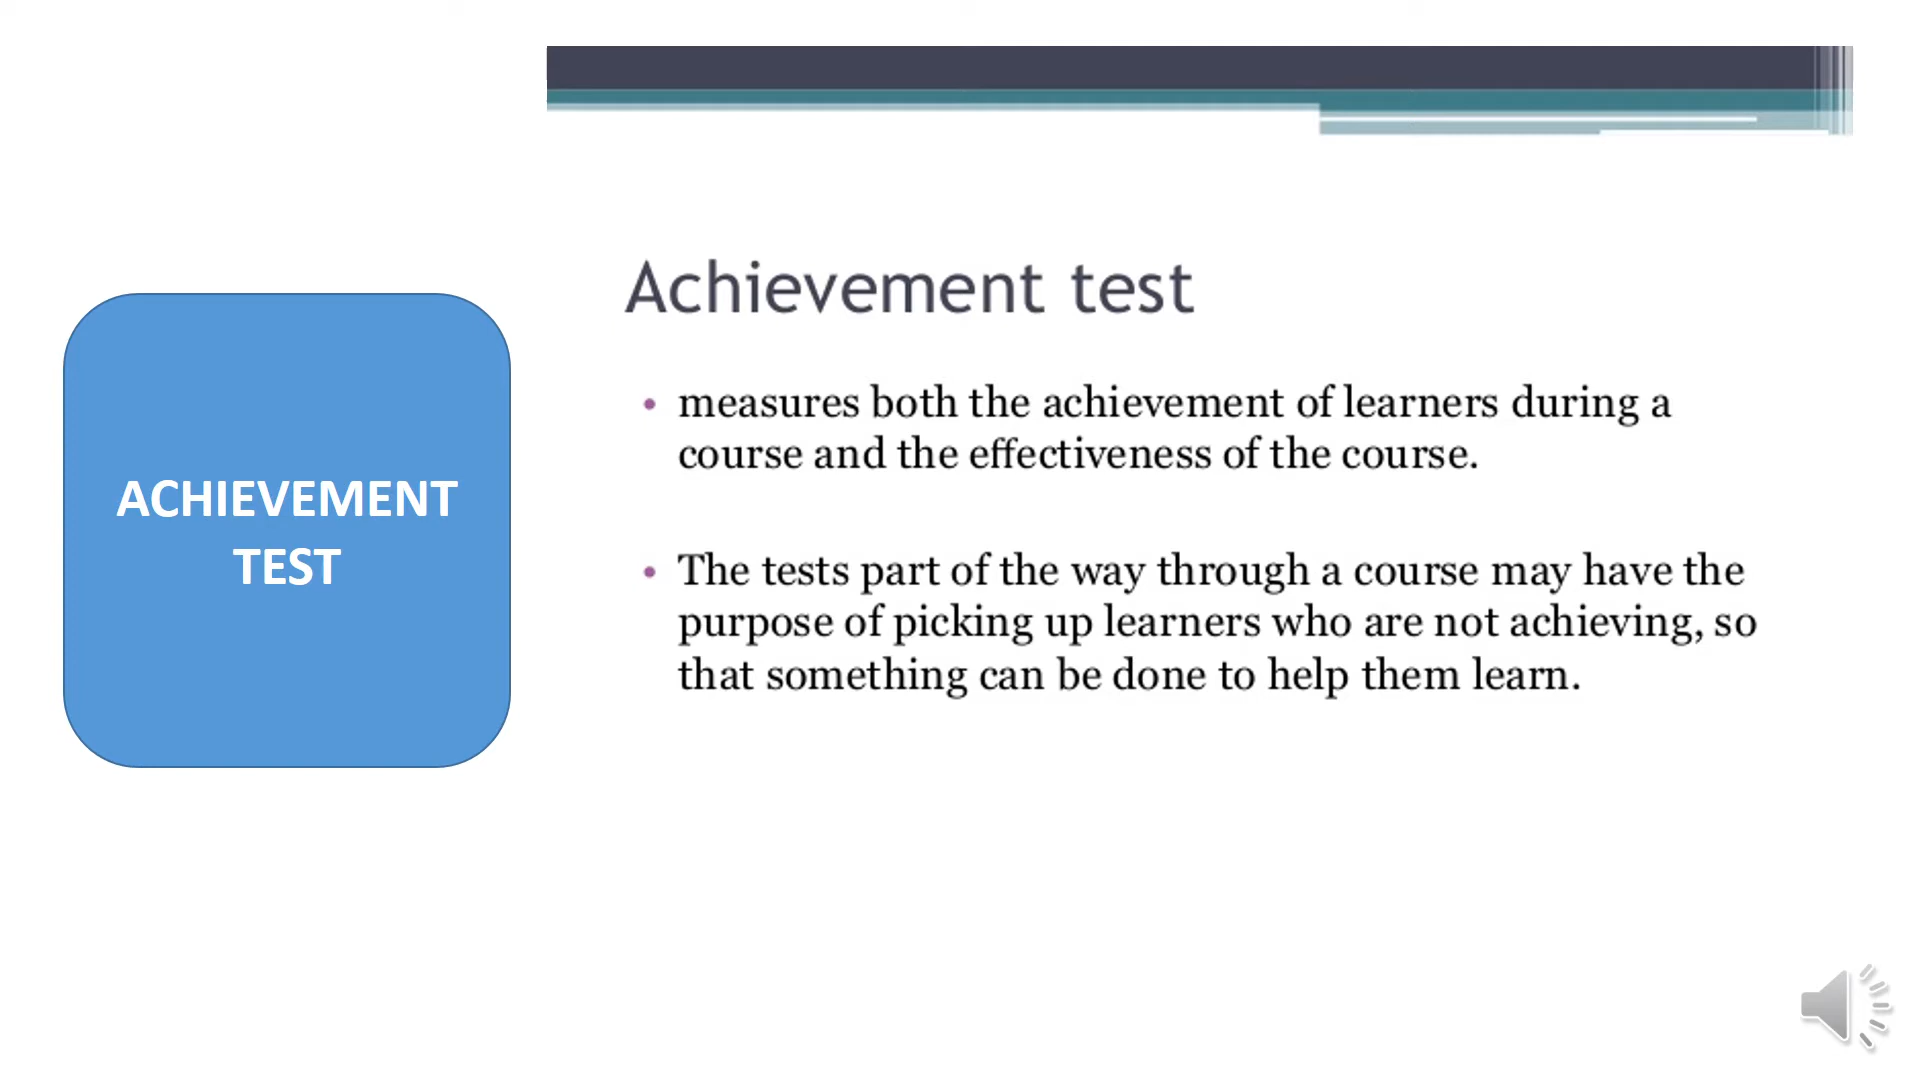 ACHIEVEMENT
TEST
Achievement test
• measures both the achievement of learners during a
course and the effectiveness of the course.
• The tests part of the way through a course may have the
purpose of picking up learners who are not achieving, so
that something can be done to help them learn.